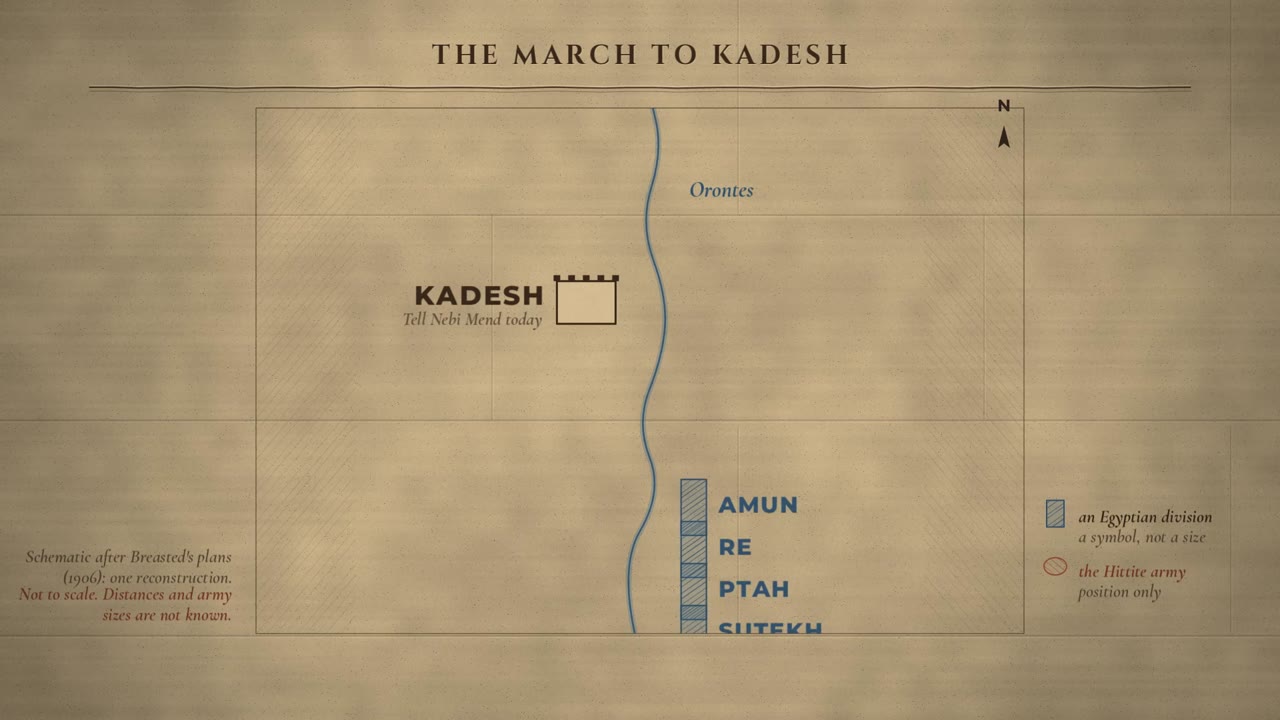 THE MARCH TO KADESH
N
Orontes
KADESH
Tell Nebi Mend today
AMUN
RE
PTAH
SUTEKH
an Egyptian division
a symbol, not a size
the Hittite army
position only
Schematic after Breasted's plans
(1906): one reconstruction.
Not to scale. Distances and army
sizes are not known.